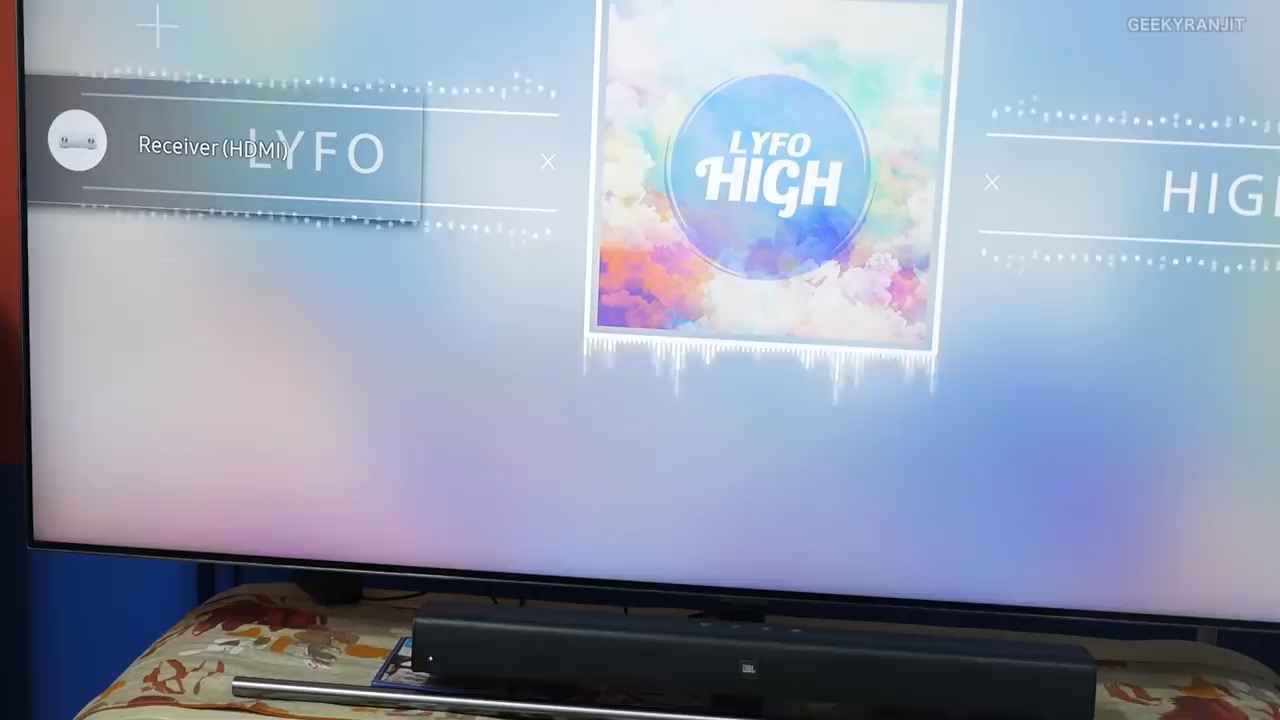 GEEKYRANJIT
Receiver (HDMI)
LYFO
LYFO
HIGH
HIGH
JBL